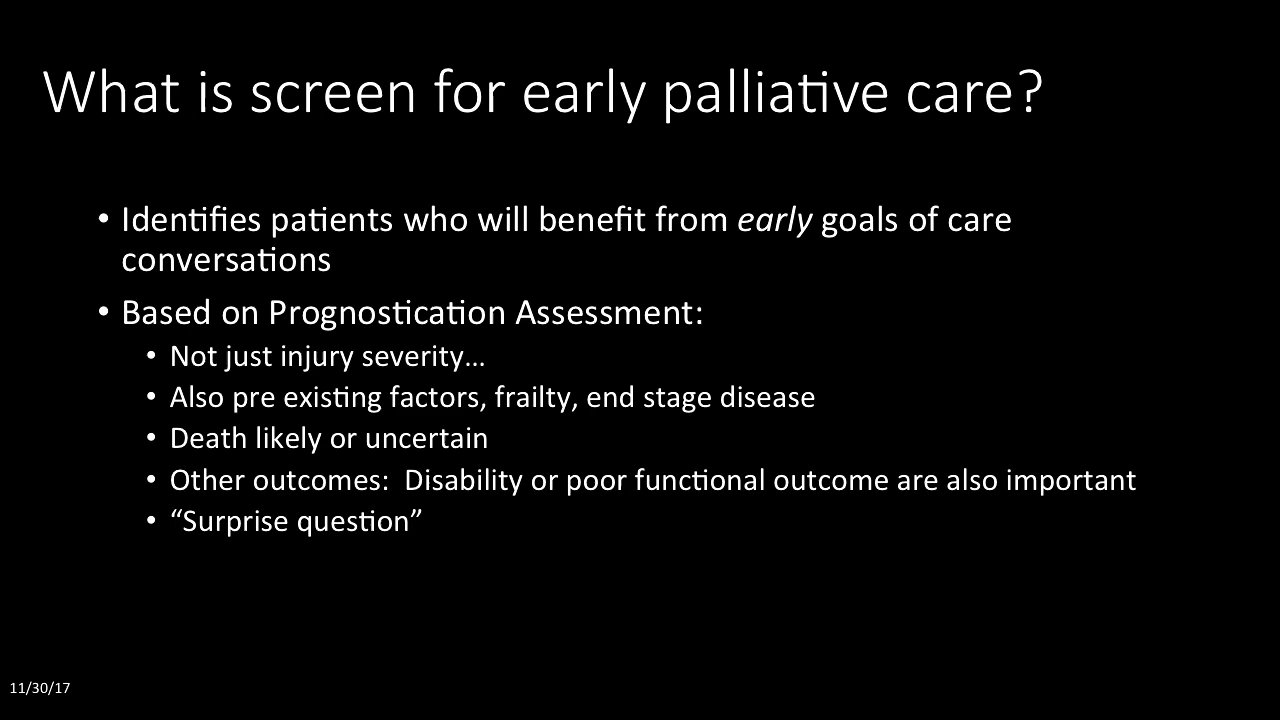 What is screen for early palliative care?
• Identifies patients who will benefit from early goals of care
conversations
• Based on Prognostication Assessment:
• Not just injury severity…
• Also pre existing factors, frailty, end stage disease
• Death likely or uncertain
• Other outcomes:  Disability or poor functional outcome are also important
• “Surprise question”
11/30/17